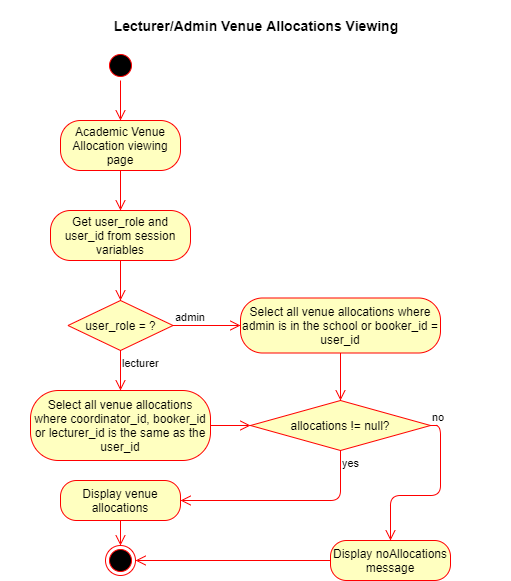 Lecturer/Admin Venue Allocations Viewing
Academic Venue
Allocation viewing
page
Get user_role and
user_id from session
variables
user_role = ?
admin
Select all venue allocations where
admin is in the school or booker_id =
user_id
lecturer
Select all venue allocations
where coordinator_id, booker_id
or lecturer_id is the same as the
user_id
allocations != null?
no
yes
Display venue
allocations
Display noAllocations
message